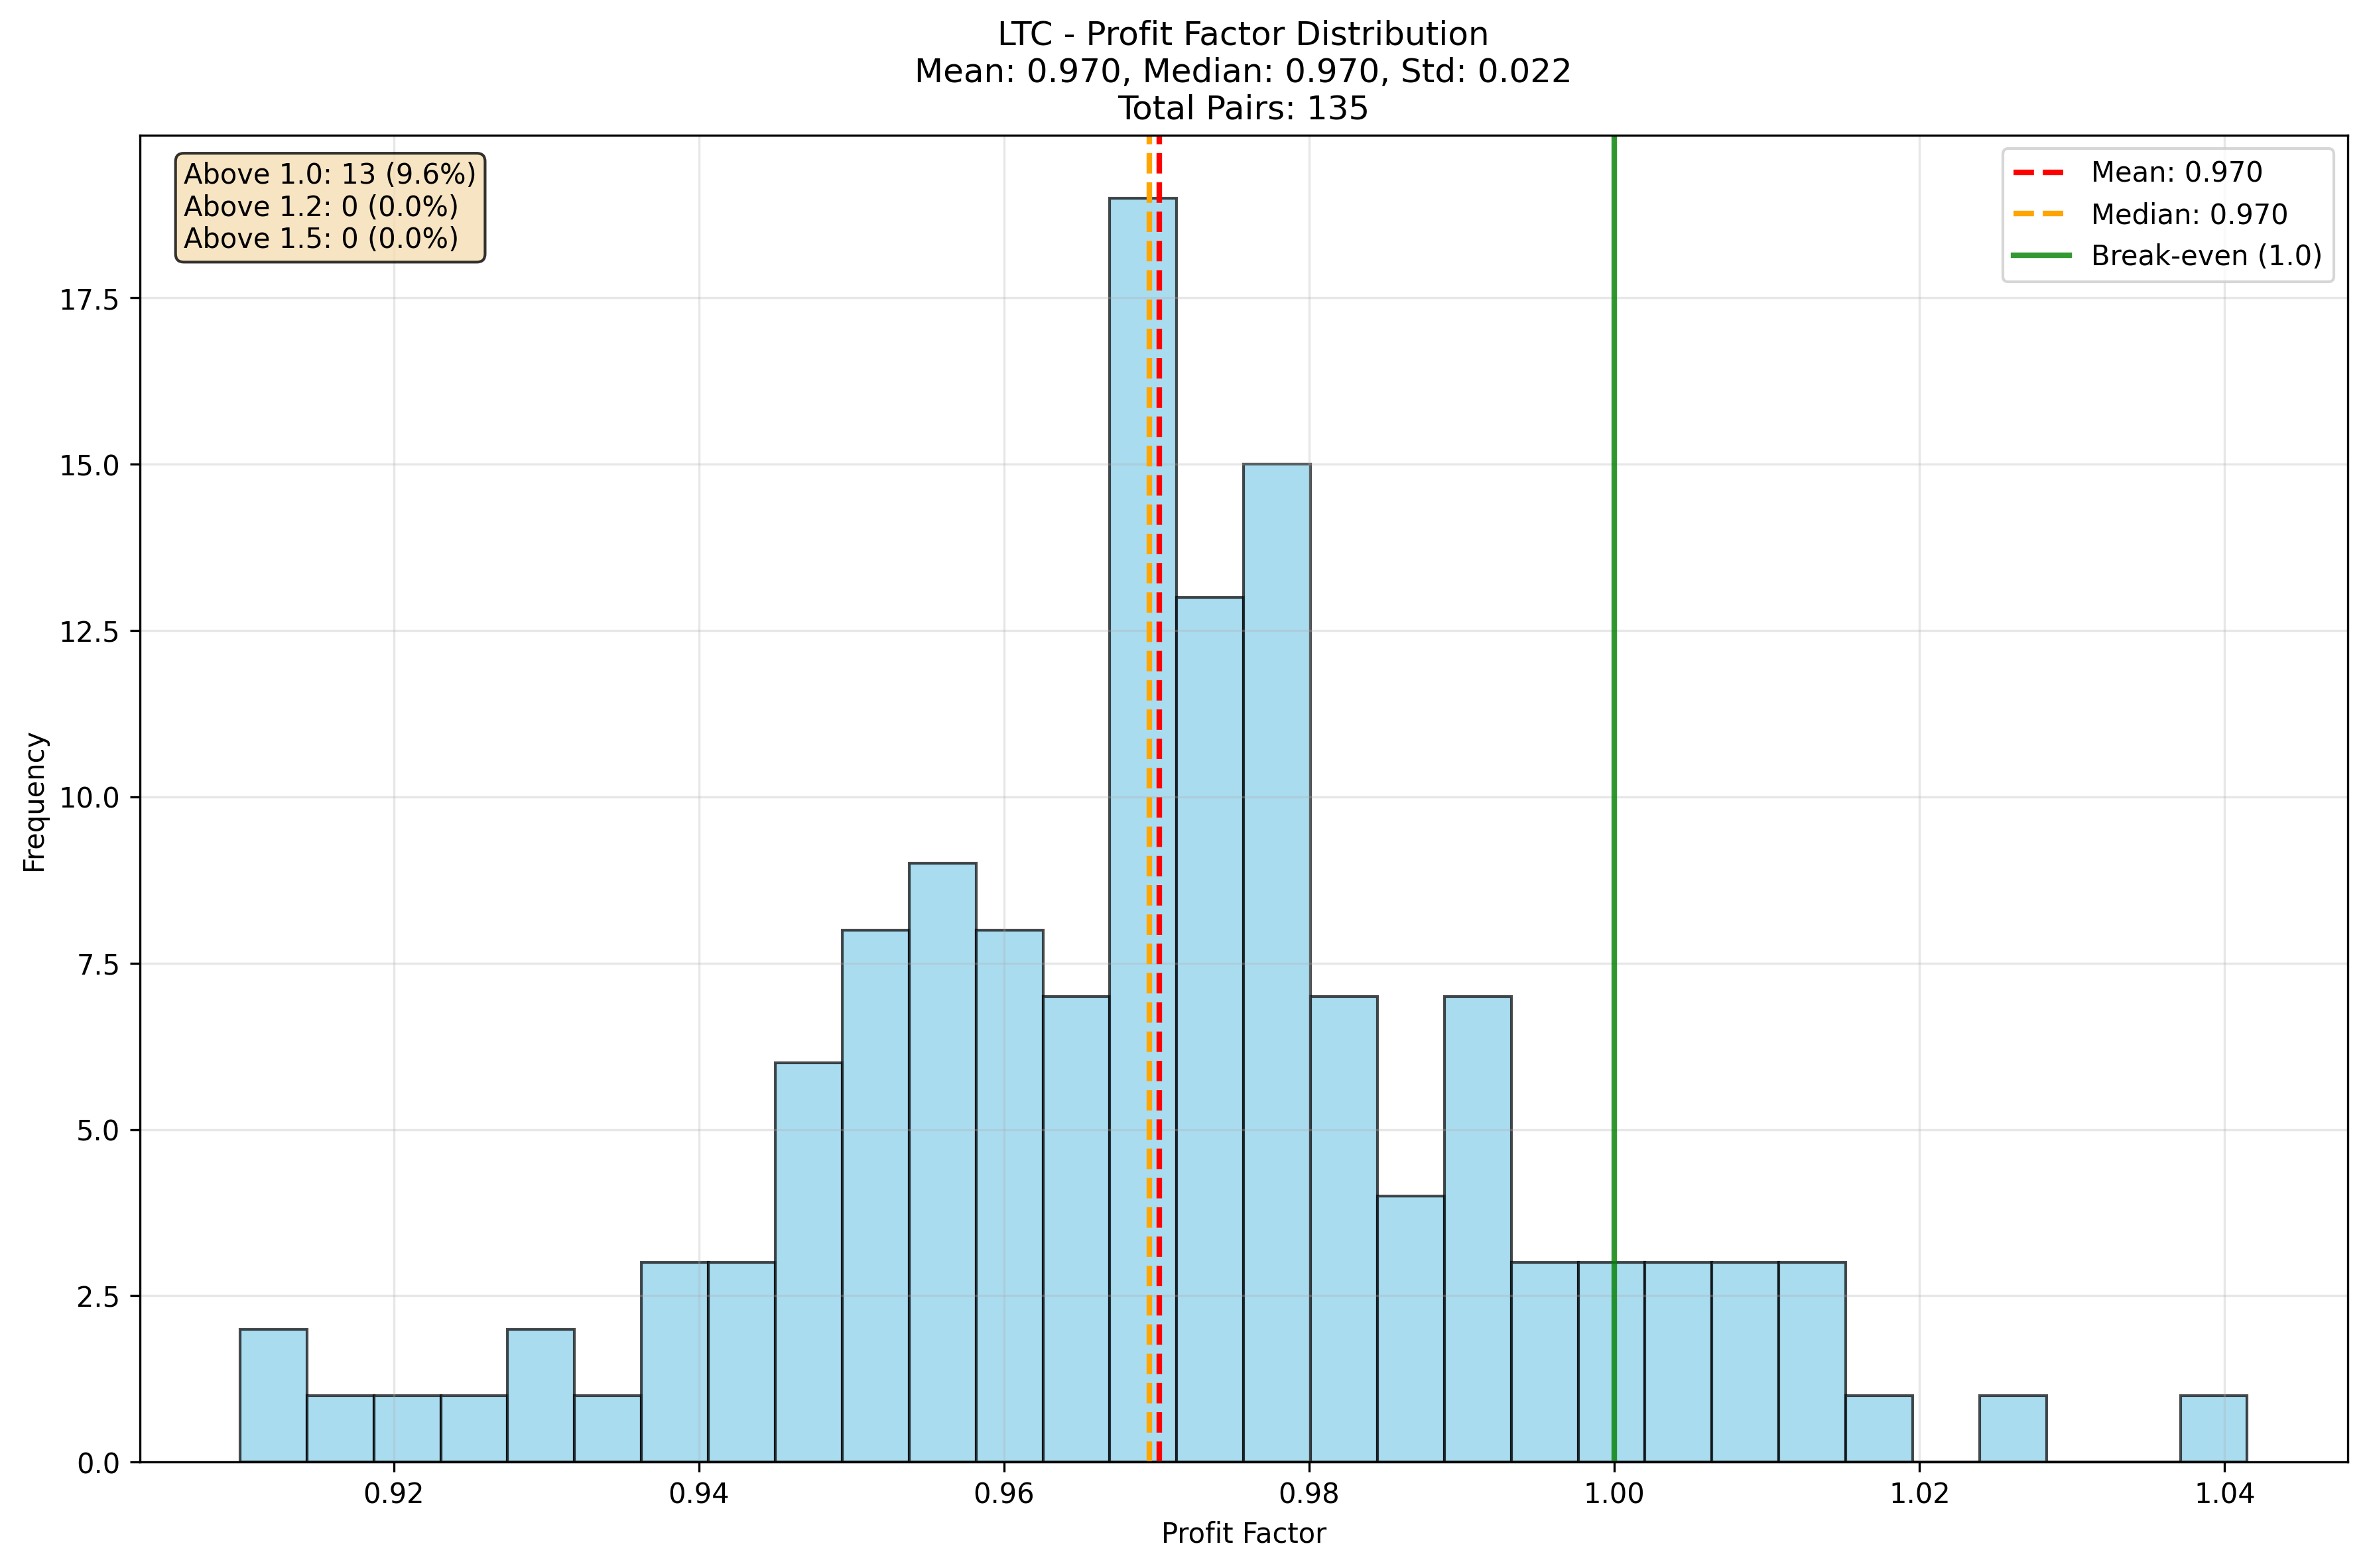 LTC - Profit Factor Distribution
Mean: 0.970, Median: 0.970, Std: 0.022
Total Pairs: 135
Above 1.0: 13 (9.6%)
Above 1.2: 0 (0.0%)
Above 1.5: 0 (0.0%)
Mean: 0.970
Median: 0.970
Break-even (1.0)
Frequency
17.5
15.0
12.5
10.0
7.5
5.0
2.5
0.0
0.92
0.94
0.96
0.98
1.00
1.02
1.04
Profit Factor